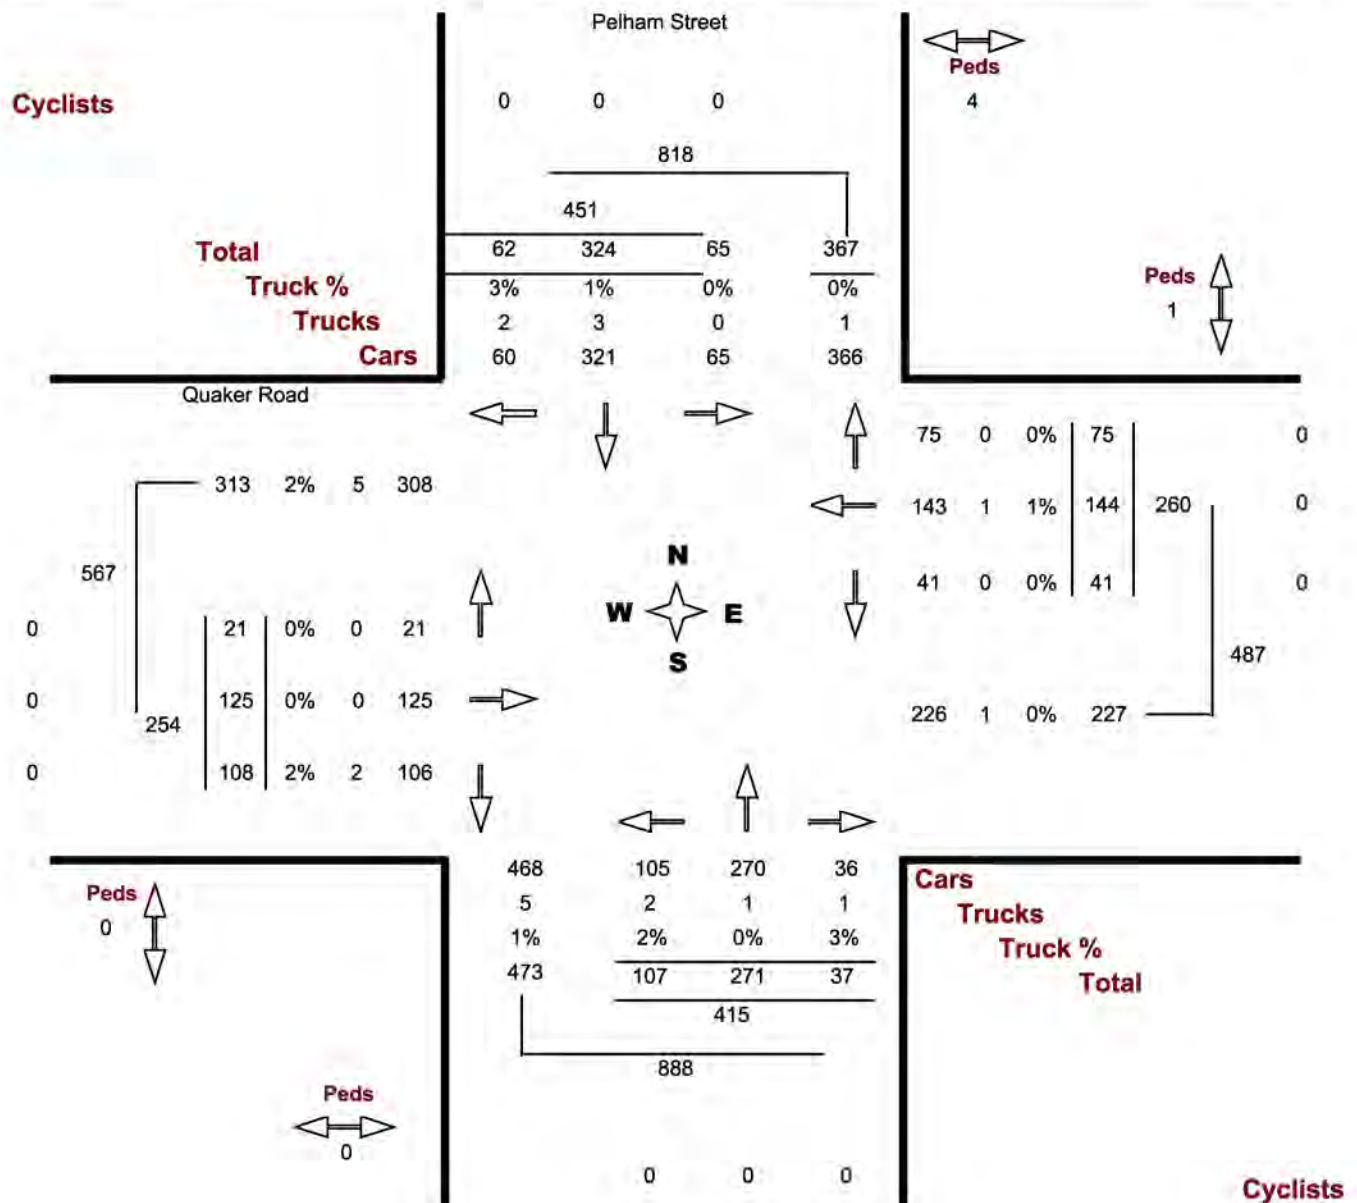 Pelham Street
Peds
4
Cyclists 0 0 0
818
451
Total 62 324 65 367
Truck % 3% 1% 0% 0%
Trucks 2 3 0 1
Cars 60 321 65 366
Peds
1
Quaker Road
75 0 0% 75 0
313 2% 5 308
143 1 1% 144 260 0
N
567
41 0 0% 41 0
W E
0 21 0% 0 21
S
487
0 125 0% 0 125
254
226 1 0% 227
0 108 2% 2 106
468 105 270 36
5 2 1 1
1% 2% 0% 3%
473 107 271 37
Cars
Trucks
Truck %
Total
Peds
0
415
888
Peds
0
0 0 0
Cyclists